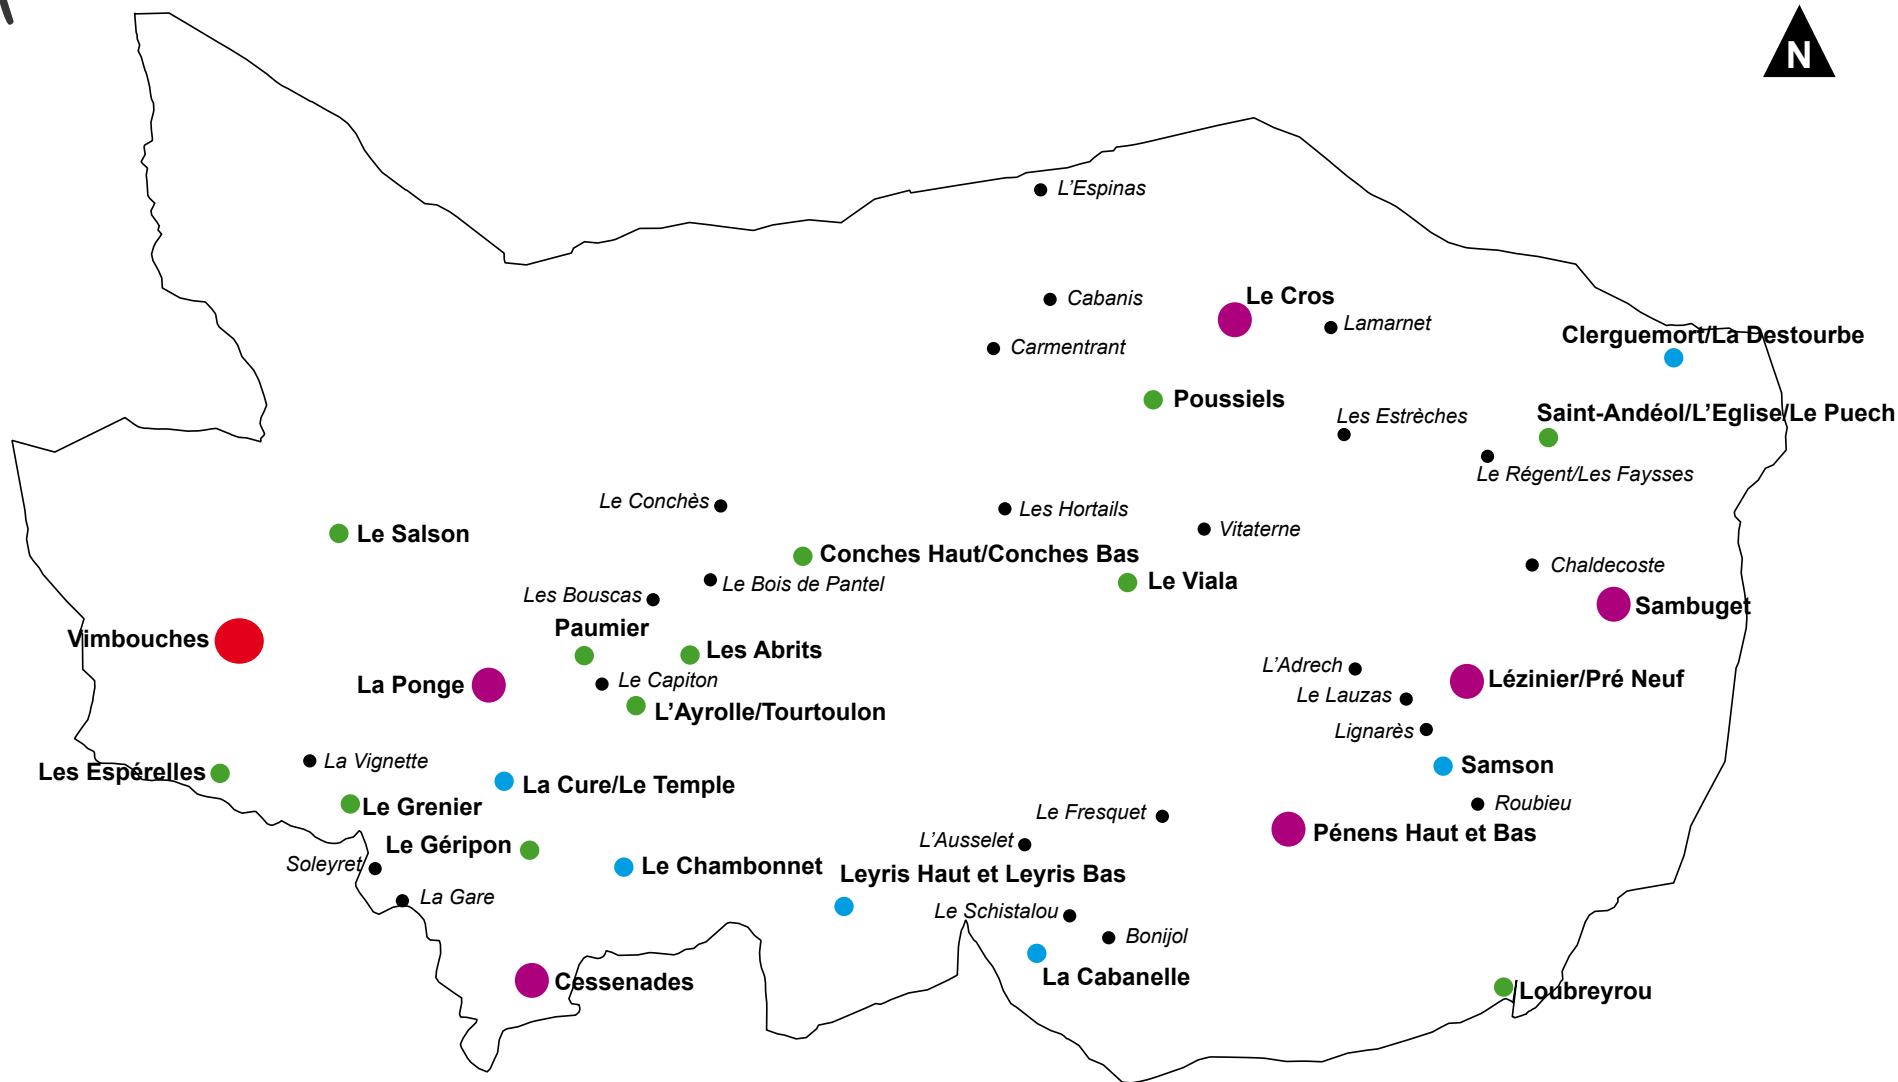 N
L'Espinas
Le Cros
Cabanis
Lamarnet
Clerguemort/La Destourbe
Carmentrant
Poussiels
Les Estrèches
Saint-Andéol/L'Eglise/Le Puech
Le Régent/Les Faysses
Le Conchès
Les Hortails
Vitaterne
Le Salson
Conches Haut/Conches Bas
Chaldecoste
Le Bois de Pantel
Le Viala
Les Bouscas
Sambuget
Paumier
Vimbouches
Les Abrits
L'Adrech
La Ponge
Le Capiton
Lézinier/Pré Neuf
Le Lauzas
L'Ayrolle/Tourtoulon
Lignarès
La Vignette
Les Espérelles
Samson
La Cure/Le Temple
Le Grenier
Roubieu
Le Fresquet
Pénens Haut et Bas
Le Géripon
L'Ausselet
Soleyret
Le Chambonnet
Leyris Haut et Leyris Bas
La Gare
Le Schistalou
Bonijol
Cessenades
La Cabanelle
Loubreyrou